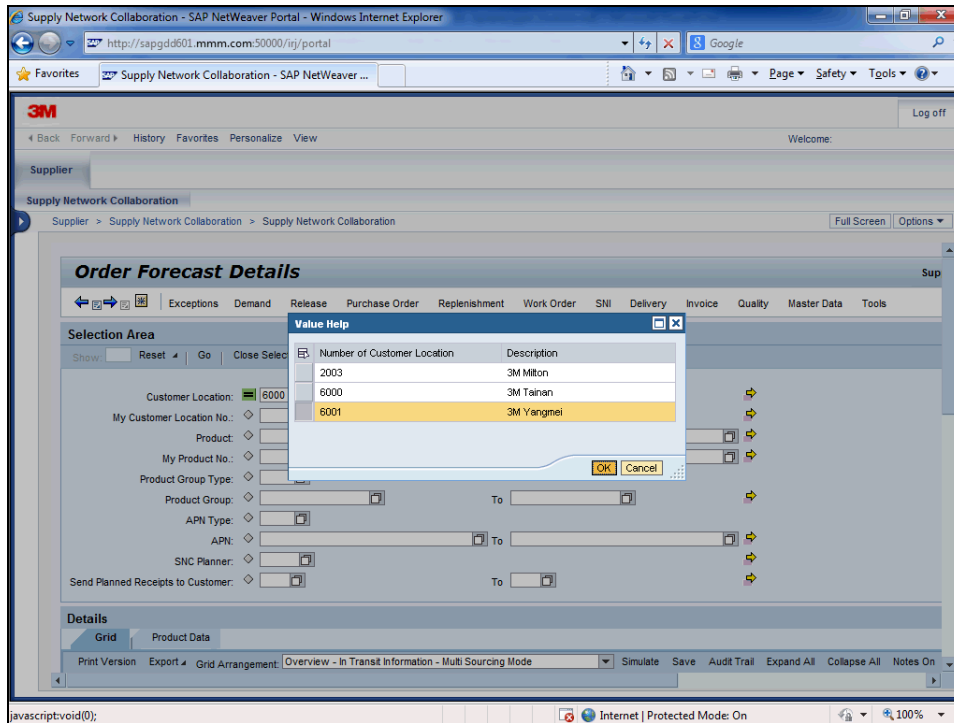 Supply Network Collaboration - SAP NetWeaver Portal - Windows Internet Explorer
http://sapgdd601.mmm.com:50000/irj/portal
Google
Favorites
Supply Network Collaboration - SAP NetWeaver ...
Page
Safety
Tools
3M
Log off
Back Forward History Favorites Personalize View
Welcome:
Supplier
Supply Network Collaboration
Supplier > Supply Network Collaboration > Supply Network Collaboration
Full Screen
Options
Order Forecast Details
Sup
Exceptions Demand Release Purchase Order Replenishment Work Order SNI Delivery Invoice Quality Master Data Tools
Selection Area
Show: Reset Go Close Selec
Value Help
Number of Customer Location Description
2003 3M Milton
6000 3M Tainan
6001 3M Yangmei
OK Cancel
Customer Location: 6000
My Customer Location No.:
Product:
My Product No.:
Product Group Type:
Product Group: To
APN Type:
APN: To
SNC Planner:
Send Planned Receipts to Customer: To
Details
Grid Product Data
Print Version Export Grid Arrangement: Overview - In Transit Information - Multi Sourcing Mode Simulate Save Audit Trail Expand All Collapse All Notes On
javascript:void(0);
Internet | Protected Mode: On
100%